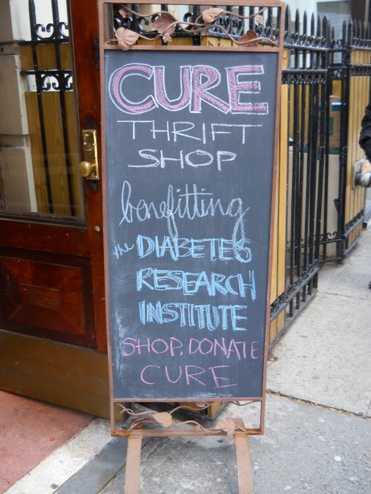 CURE
THRIFT
SHOP
benefitting
the DIABETES
RESEARCH
INSTITUTE
SHOP, DONATE,
CURE